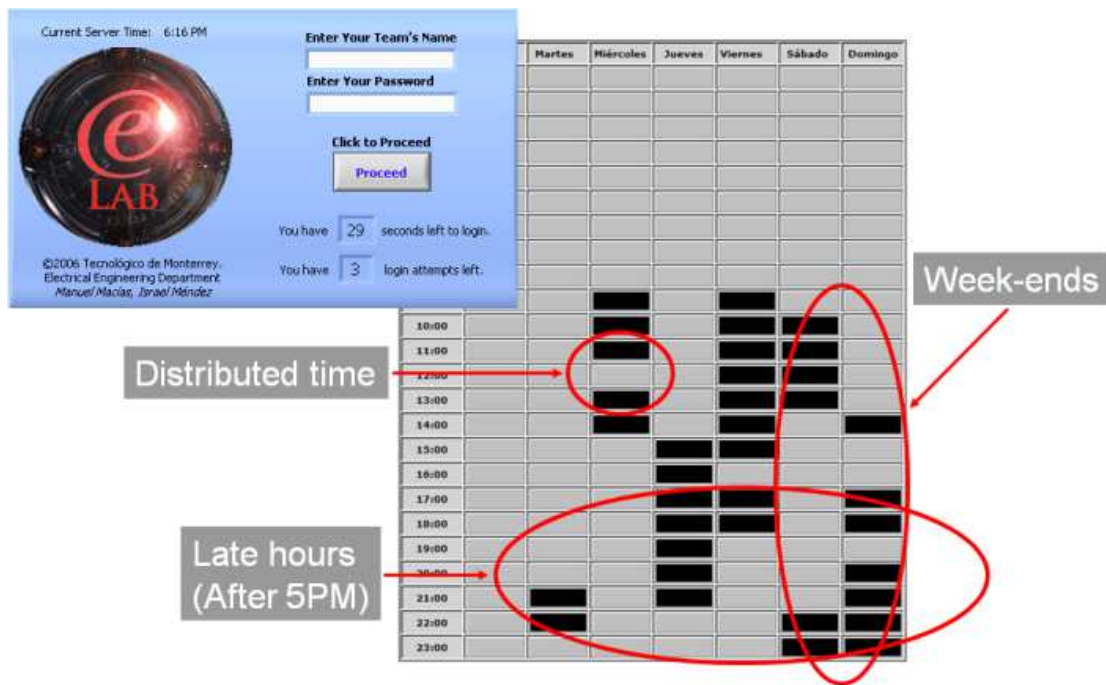 Current Server Time: 6:16 PM
e
LAB
©2006 Tecnológico de Monterrey.
Electrical Engineering Department
Manuel Macías, Israel Méndez
Enter Your Team's Name
Enter Your Password
Click to Proceed
Proceed
You have 29 seconds left to login.
You have 3 login attempts left.
Martes Miércoles Jueves Viernes Sábado Domingo
Week-ends
10:00
11:00
Distributed time
12:00
13:00
14:00
15:00
16:00
17:00
18:00
Late hours
(After 5PM)
19:00
20:00
21:00
22:00
23:00